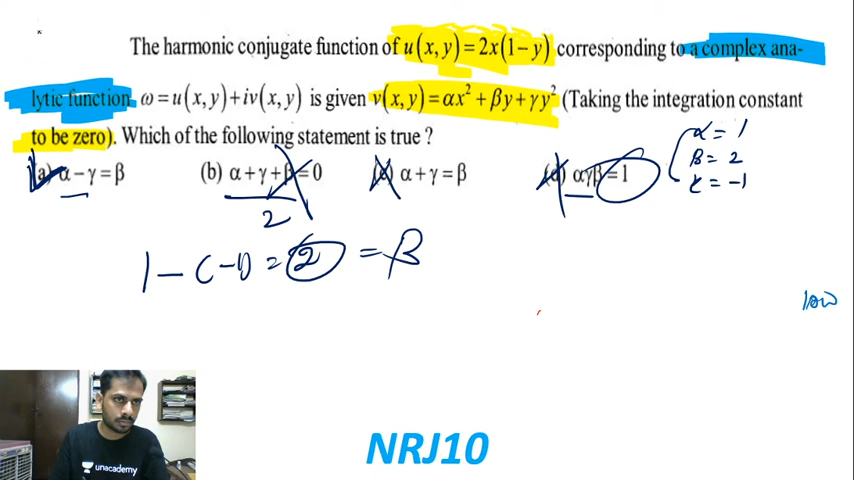 The harmonic conjugate function of u(x, y) = 2x(1−y) corresponding to a complex ana-
lytic function ω = u(x, y) + iv(x, y) is given v(x, y) = αx² + βy + γy² (Taking the integration constant
to be zero). Which of the following statement is true ?
α = 1
β = 2
γ = −1
(a) α − γ = β (b) α + γ + β = 0 (c) α + γ = β (d) αγβ = 1
2
1 − (−1) = 2 = β
unacademy
NRJ10